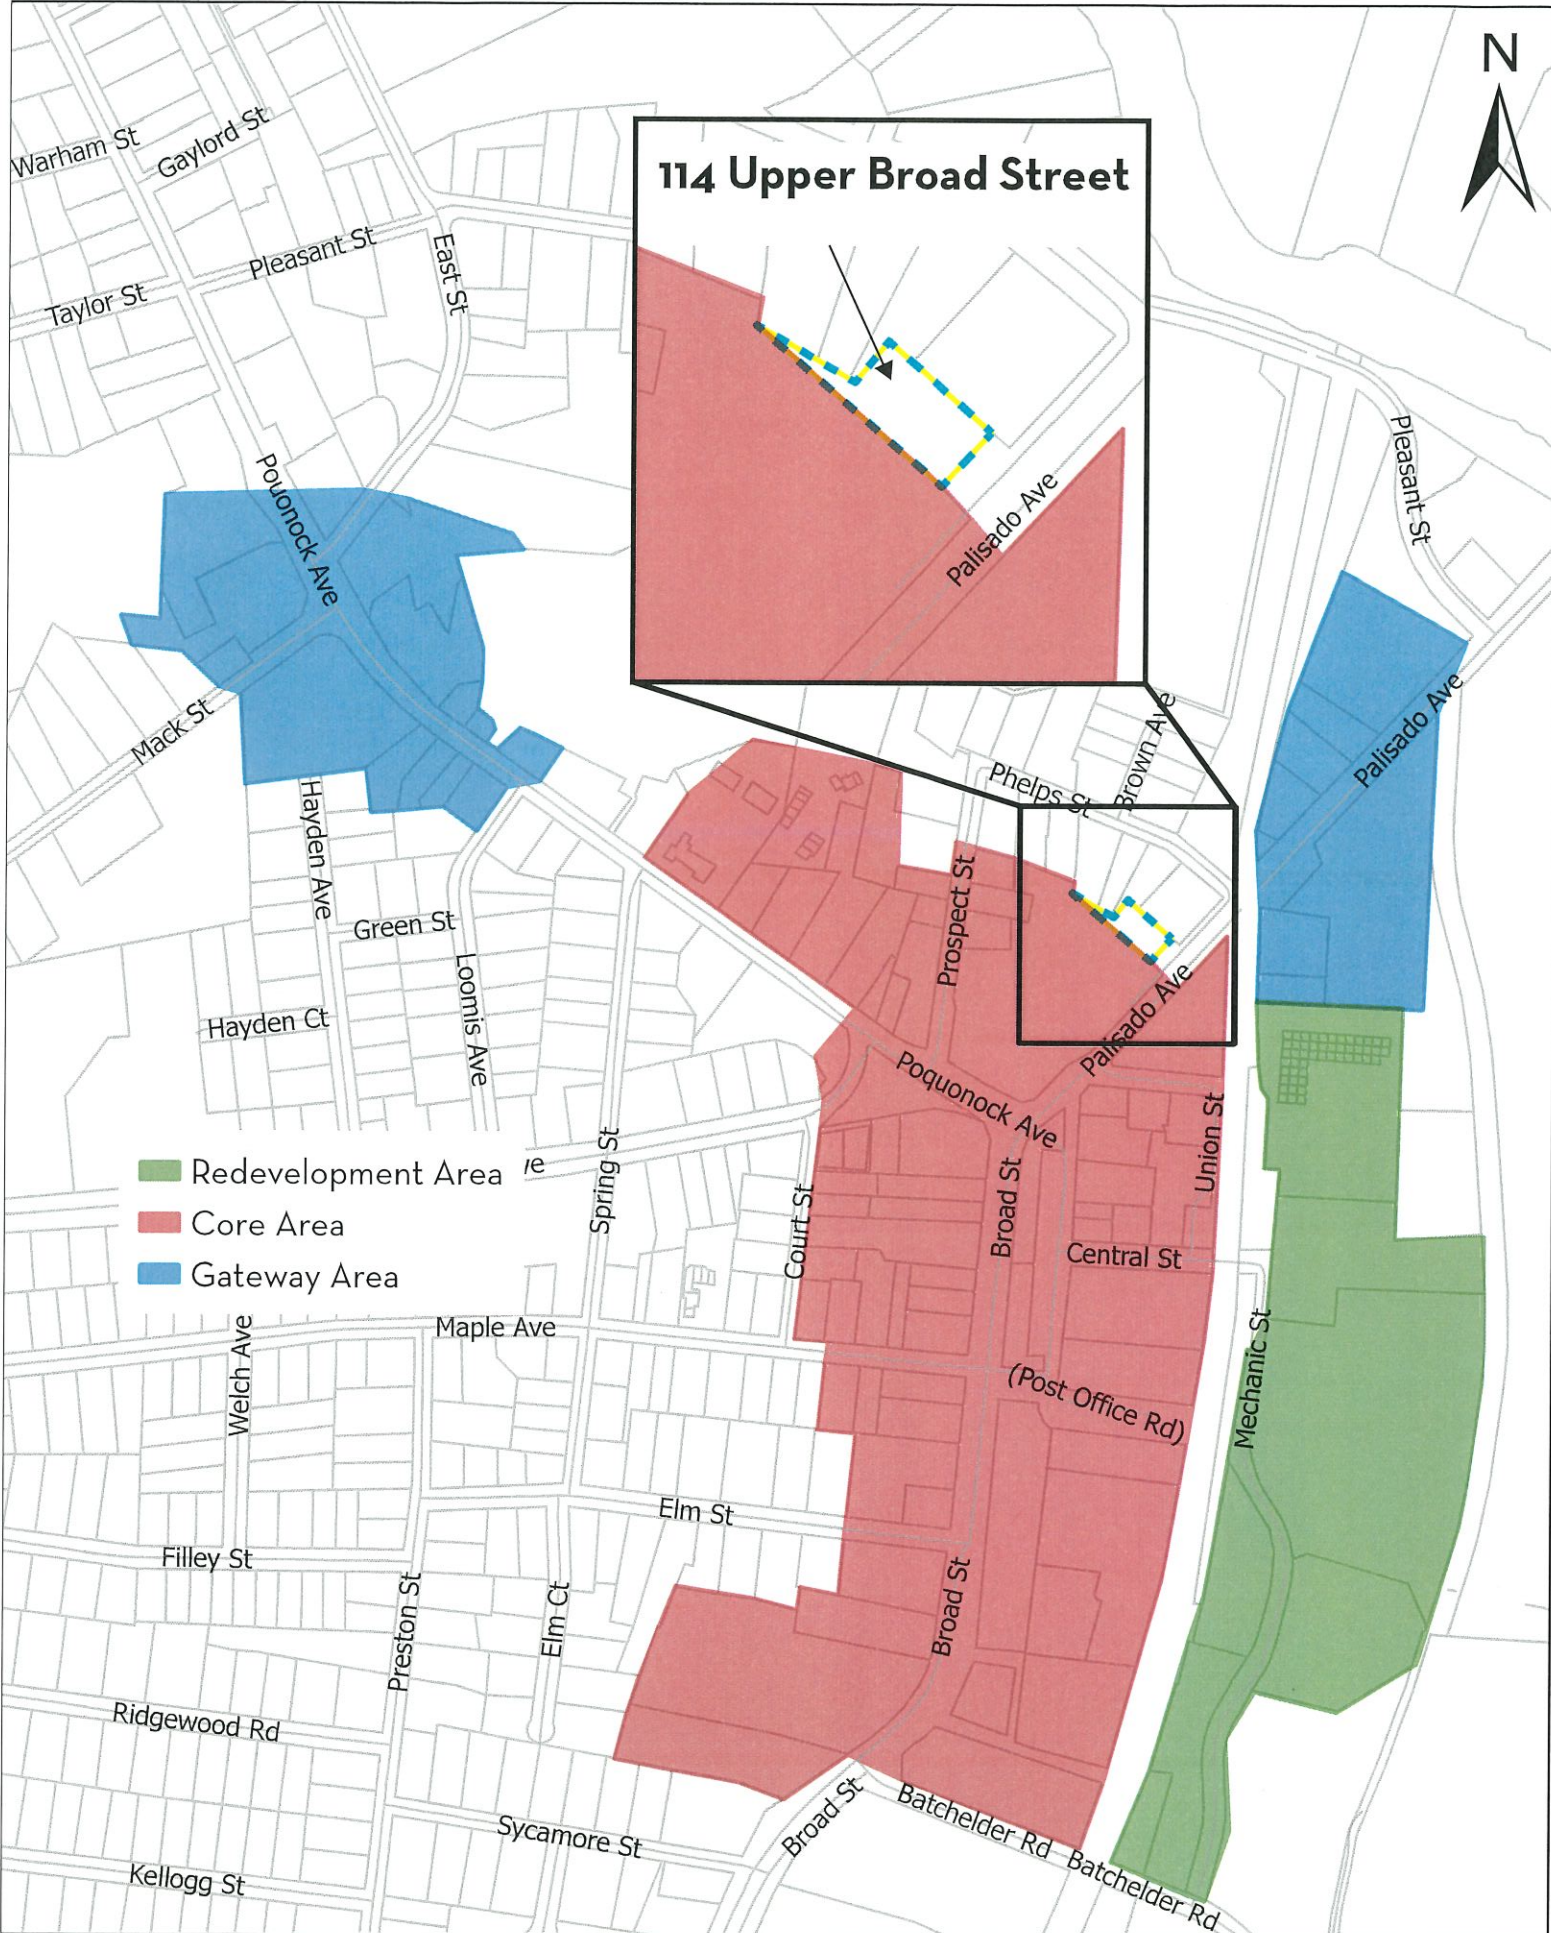 N
114 Upper Broad Street
Warham St
Gaylord St
Pleasant St
East St
Taylor St
Pouonock Ave
Pleasant St
Palisado Ave
Palisado Ave
Mack St
Phelps St
Brown Ave
Hayden Ave
Prospect St
Green St
Loomis Ave
Palisado Ave
Hayden Ct
Poquonock Ave
Union St
Spring St
ve
Court St
Broad St
Central St
Redevelopment Area
Core Area
Gateway Area
Maple Ave
Welch Ave
Mechanic St
(Post Office Rd)
Elm St
Filley St
Preston St
Elm Ct
Broad St
Ridgewood Rd
Broad St
Batchelder Rd
Batchelder Rd
Sycamore St
Kellogg St